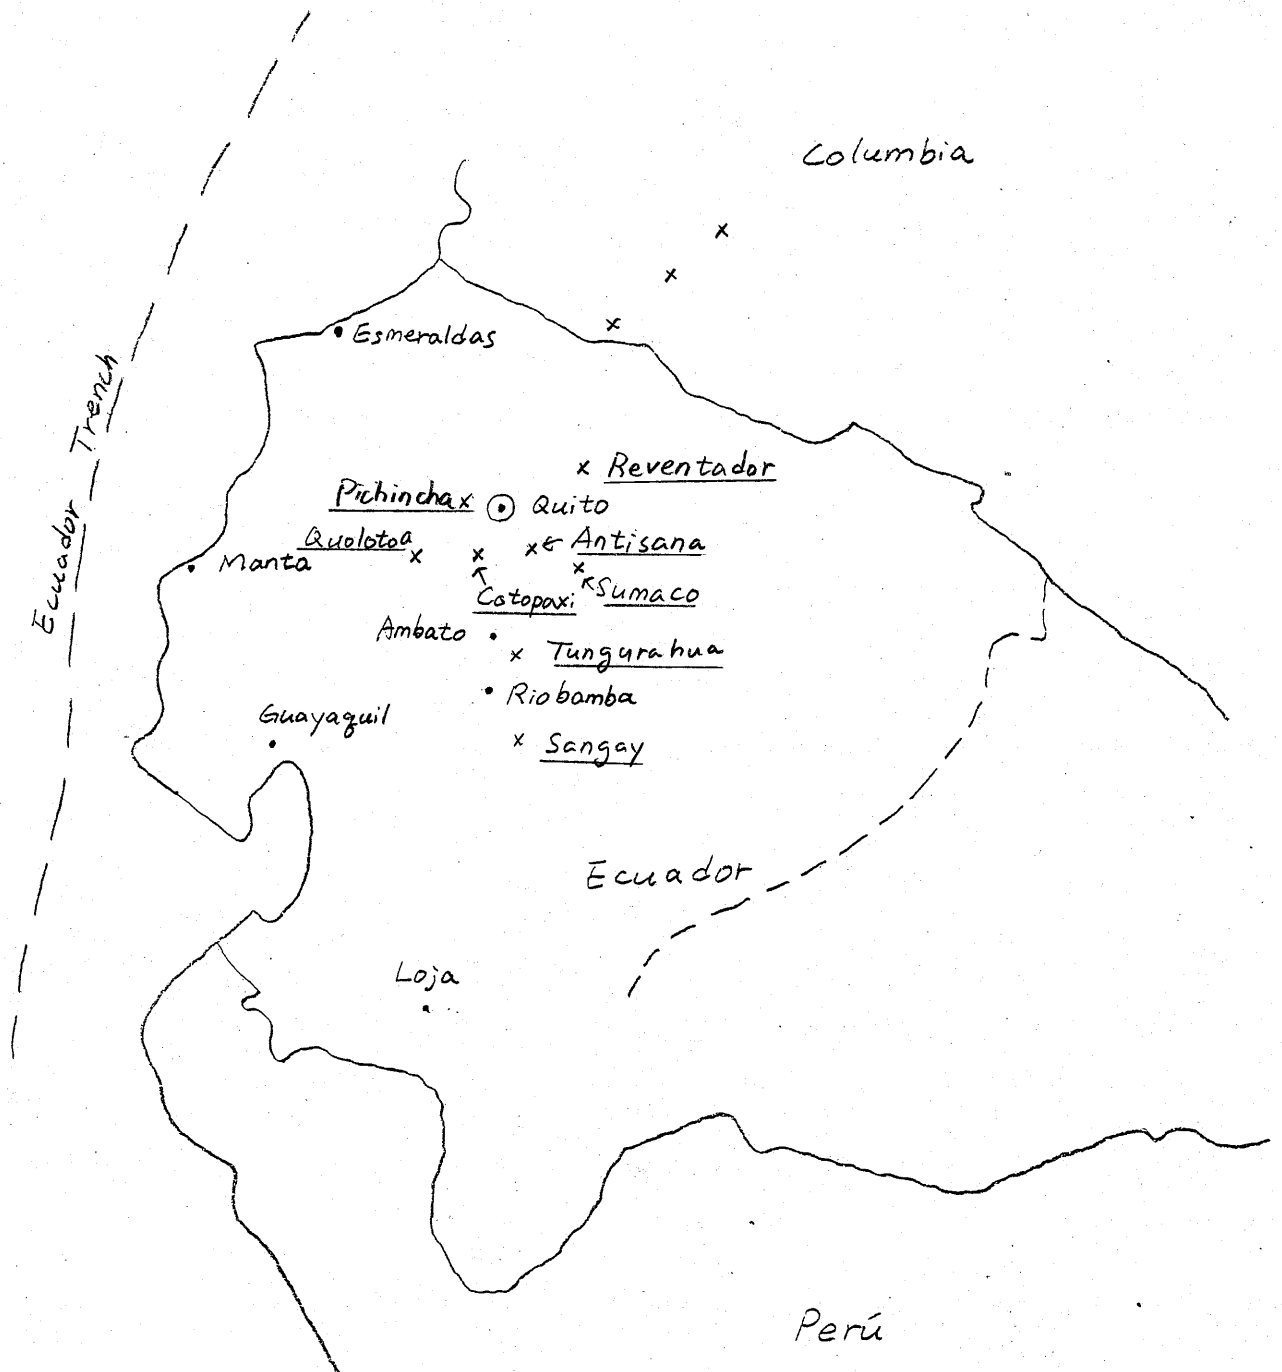 Columbia
Esmeraldas
Ecuador Trench
Reventador
Pichincha
Quito
Quolotoa
Antisana
Manta
Cotopaxi
Sumaco
Ambato
Tungurahua
Riobamba
Guayaquil
Sangay
Ecuador
Loja
Perú